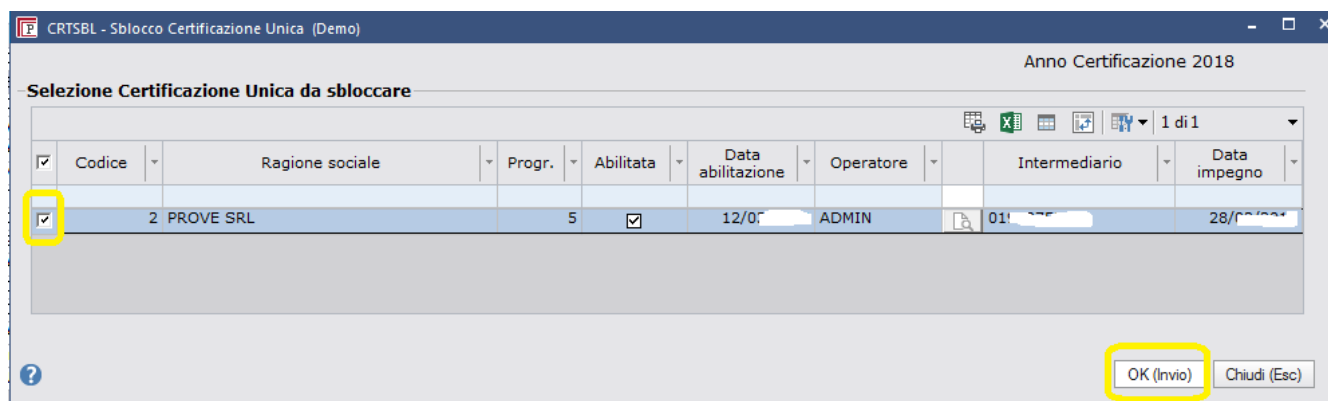 CRTSBL - Sblocco Certificazione Unica (Demo)
Anno Certificazione 2018
Selezione Certificazione Unica da sbloccare
1 di 1
Codice Ragione sociale Progr. Abilitata Data abilitazione Operatore Intermediario Data impegno
2 PROVE SRL 5 ADMIN
OK (Invio) Chiudi (Esc)